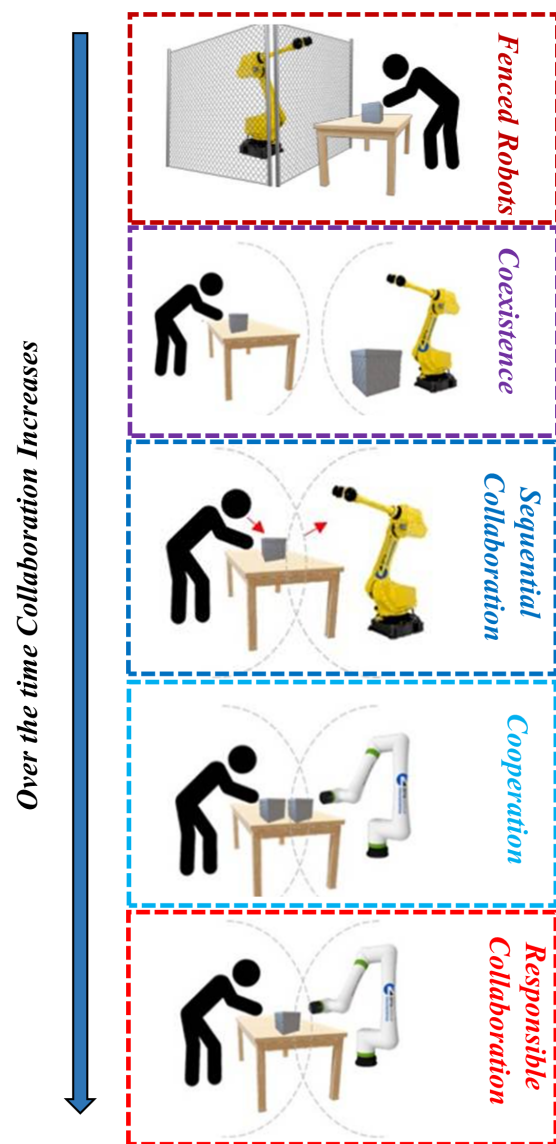 Over the time Collaboration Increases
Fenced Robots
Coexistence
Sequential
Collaboration
Cooperation
Responsible
Collaboration